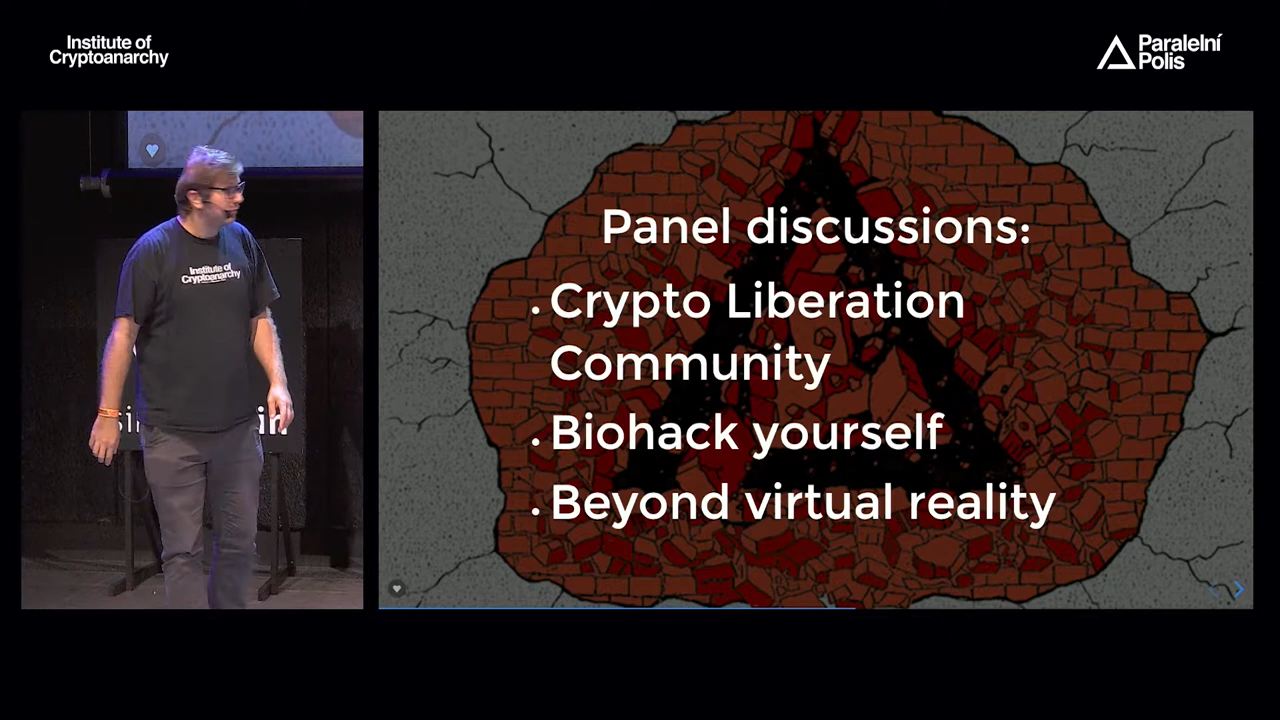 Institute of
Cryptoanarchy
Paralelní
Polis
Institute of
Cryptoanarchy
Panel discussions:
• Crypto Liberation
Community
• Biohack yourself
• Beyond virtual reality